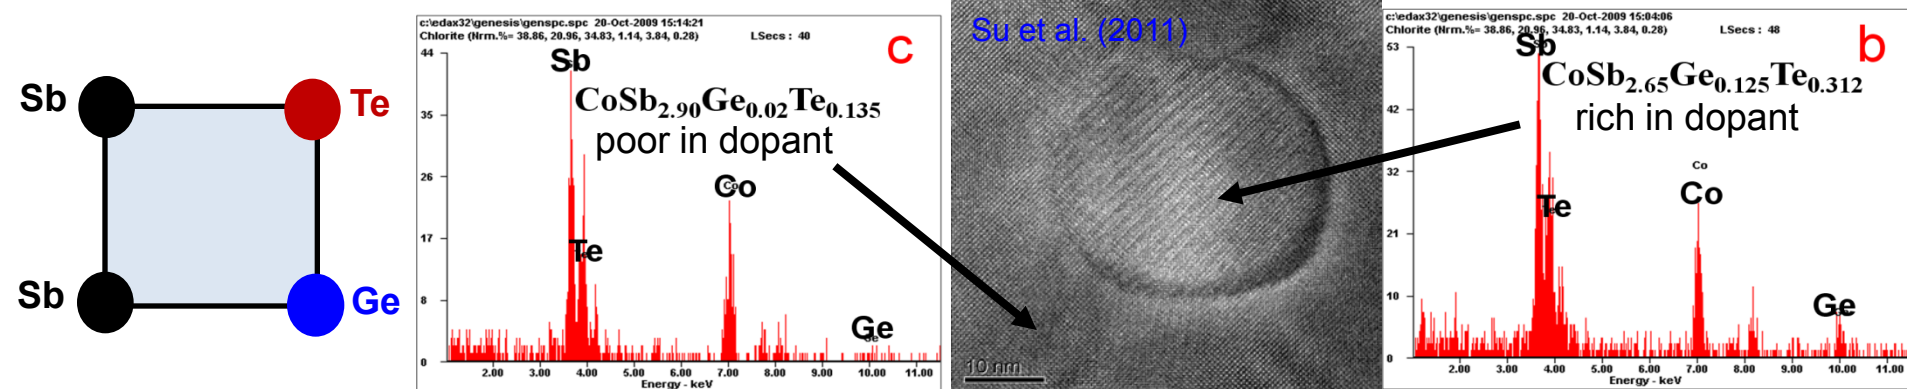 Sb
Te
Sb
Ge
c:\edax32\genesis\genspc.spc 20-Oct-2009 15:14:21
Chlorite (Nrm.%= 38.86, 20.96, 34.83, 1.14, 3.84, 0.28) LSecs : 40
c
44
35
26
17
8
0
Sb
CoSb2.90Ge0.02Te0.135
poor in dopant
Te
Co
Co
Ge
2.00 3.00 4.00 5.00 6.00 7.00 8.00 9.00 10.00 11.00
Energy - keV
Su et al. (2011)
10 nm
c:\edax32\genesis\genspc.spc 20-Oct-2009 15:04:06
Chlorite (Nrm.%= 38.86, 20.96, 34.83, 1.14, 3.84, 0.28) LSecs : 48
b
53
42
32
21
10
0
Sb
CoSb2.65Ge0.125Te0.312
rich in dopant
Te
Co
Co
Ge
2.00 3.00 4.00 5.00 6.00 7.00 8.00 9.00 10.00 11.00
Energy - keV